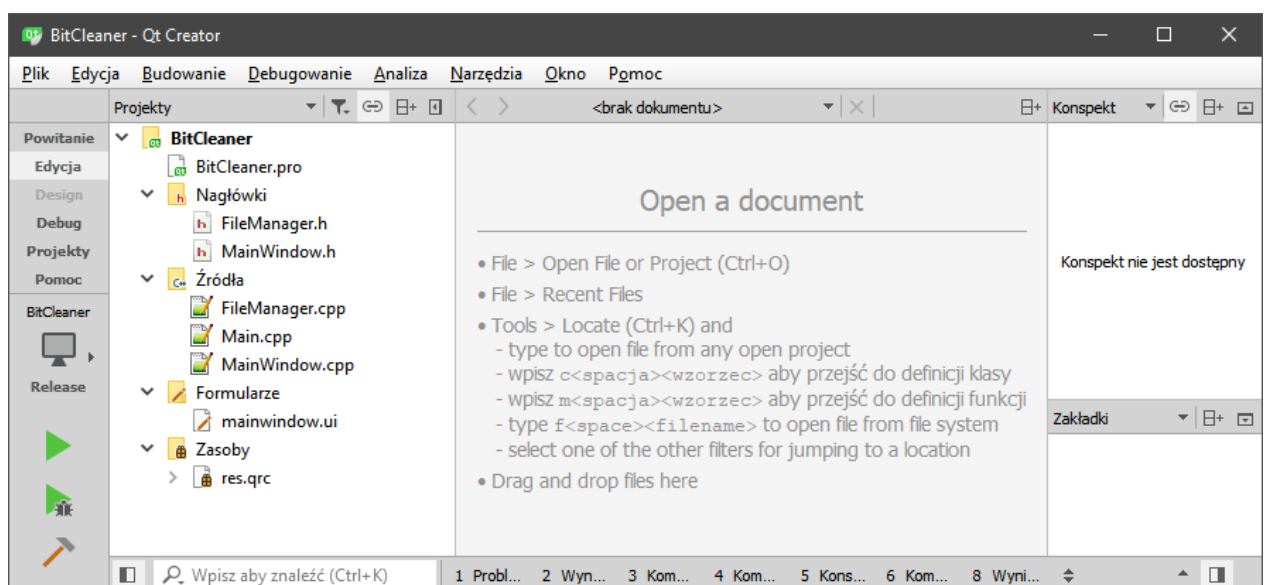 BitCleaner - Qt Creator
Plik Edycja Budowanie Debugowanie Analiza Narzędzia Okno Pomoc
Projekty
<brak dokumentu>
Konspekt
Powitanie
Edycja
Design
Debug
Projekty
Pomoc
BitCleaner
Release
BitCleaner
BitCleaner.pro
Nagłówki
FileManager.h
MainWindow.h
Źródła
FileManager.cpp
Main.cpp
MainWindow.cpp
Formularze
mainwindow.ui
Zasoby
res.qrc
Open a document
• File > Open File or Project (Ctrl+O)
• File > Recent Files
• Tools > Locate (Ctrl+K) and
- type to open file from any open project
- wpisz c<spacja><wzorzec> aby przejść do definicji klasy
- wpisz m<spacja><wzorzec> aby przejść do definicji funkcji
- type f<space><filename> to open file from file system
- select one of the other filters for jumping to a location
• Drag and drop files here
Konspekt nie jest dostępny
Zakładki
Wpisz aby znaleźć (Ctrl+K)
1 Probl... 2 Wyn... 3 Kom... 4 Kom... 5 Kons... 6 Kom... 8 Wyni...